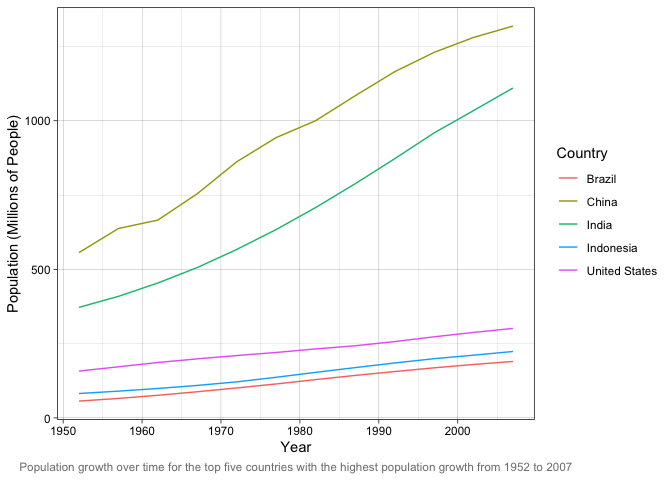 Population (Millions of People)
1000
500
0
1950
1960
1970
1980
1990
2000
Year
Country
Brazil
China
India
Indonesia
United States
Population growth over time for the top five countries with the highest population growth from 1952 to 2007